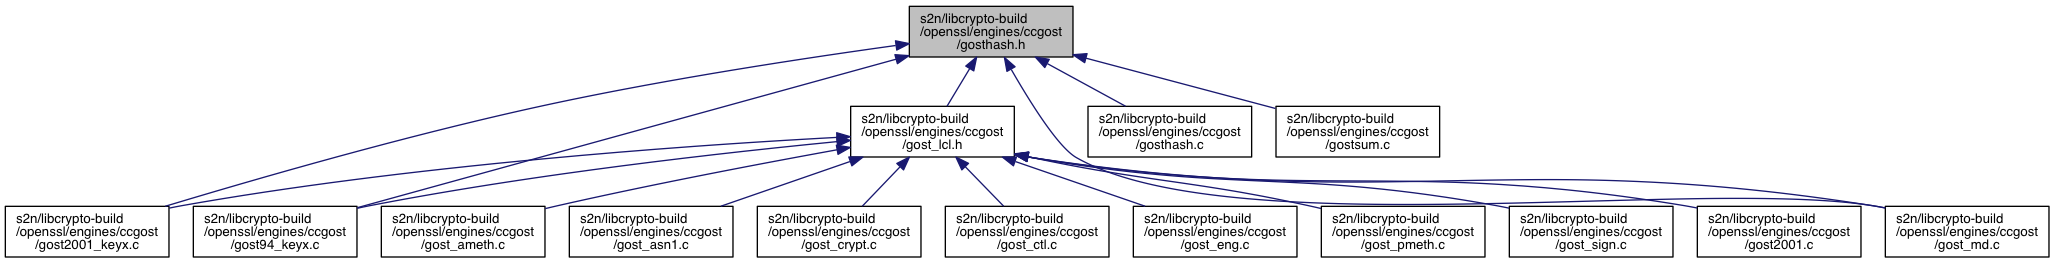 s2n/libcrypto-build
/openssl/engines/ccgost
/gosthash.h
s2n/libcrypto-build
/openssl/engines/ccgost
/gost_lcl.h
s2n/libcrypto-build
/openssl/engines/ccgost
/gosthash.c
s2n/libcrypto-build
/openssl/engines/ccgost
/gostsum.c
s2n/libcrypto-build
/openssl/engines/ccgost
/gost2001_keyx.c
s2n/libcrypto-build
/openssl/engines/ccgost
/gost94_keyx.c
s2n/libcrypto-build
/openssl/engines/ccgost
/gost_ameth.c
s2n/libcrypto-build
/openssl/engines/ccgost
/gost_asn1.c
s2n/libcrypto-build
/openssl/engines/ccgost
/gost_crypt.c
s2n/libcrypto-build
/openssl/engines/ccgost
/gost_ctl.c
s2n/libcrypto-build
/openssl/engines/ccgost
/gost_eng.c
s2n/libcrypto-build
/openssl/engines/ccgost
/gost_pmeth.c
s2n/libcrypto-build
/openssl/engines/ccgost
/gost_sign.c
s2n/libcrypto-build
/openssl/engines/ccgost
/gost2001.c
s2n/libcrypto-build
/openssl/engines/ccgost
/gost_md.c